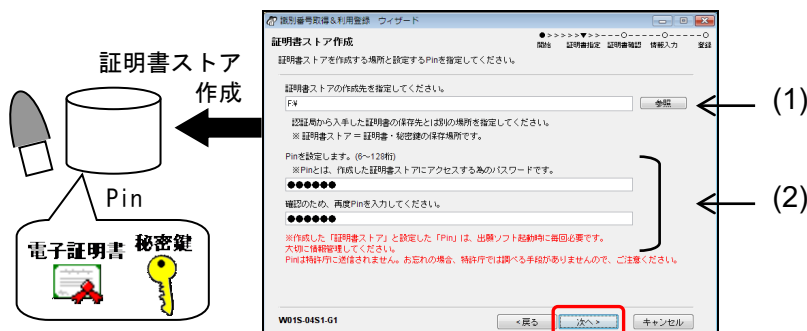 証明書ストア
作成
Pin
電子証明書 秘密鍵
識別番号取得&利用登録 ウィザード
証明書ストア作成
●>>>>>▼>>---○-----○-----○
開始 証明書指定 証明書確認 情報入力 登録
証明書ストアを作成する場所と設定するPinを指定してください。
証明書ストアの作成先を指定してください。
F:¥ 参照
認証局から入手した証明書の保存先とは別の場所を指定してください。
※ 証明書ストア = 証明書・秘密鍵の保存場所です。
Pinを設定します。(6~128桁)
※Pinとは、作成した証明書ストアにアクセスする為のパスワードです。
●●●●●●
確認のため、再度Pinを入力してください。
●●●●●●
※作成した「証明書ストア」と設定した「Pin」は、出願ソフト起動時に毎回必要です。
大切に情報管理してください。
Pinは特許庁に送信されません。お忘れの場合、特許庁では調べる手段がありませんので、ご注意ください。
W01S-04S1-G1 <戻る 次へ> キャンセル
(1)
(2)